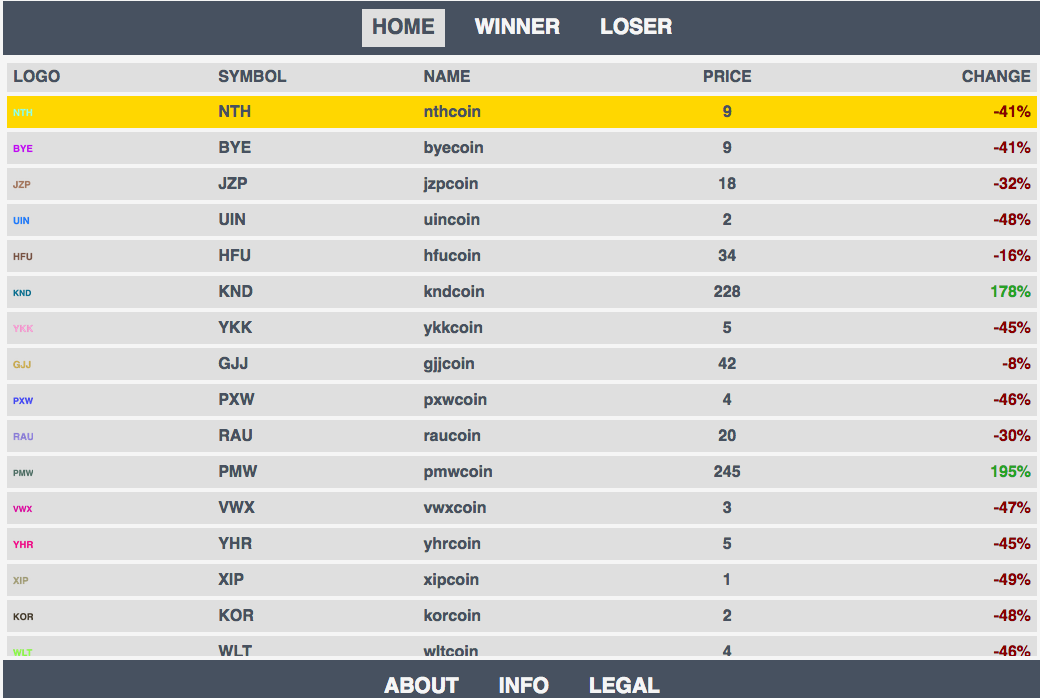 HOME WINNER LOSER
LOGO SYMBOL NAME PRICE CHANGE
NTH NTH nthcoin 9 -41%
BYE BYE byecoin 9 -41%
JZP JZP jzpcoin 18 -32%
UIN UIN uincoin 2 -48%
HFU HFU hfucoin 34 -16%
KND KND kndcoin 228 178%
YKK YKK ykkcoin 5 -45%
GJJ GJJ gjjcoin 42 -8%
PXW PXW pxwcoin 4 -46%
RAU RAU raucoin 20 -30%
PMW PMW pmwcoin 245 195%
VWX VWX vwxcoin 3 -47%
YHR YHR yhrcoin 5 -45%
XIP XIP xipcoin 1 -49%
KOR KOR korcoin 2 -48%
WLT WLT wltcoin 4 -46%
ABOUT INFO LEGAL